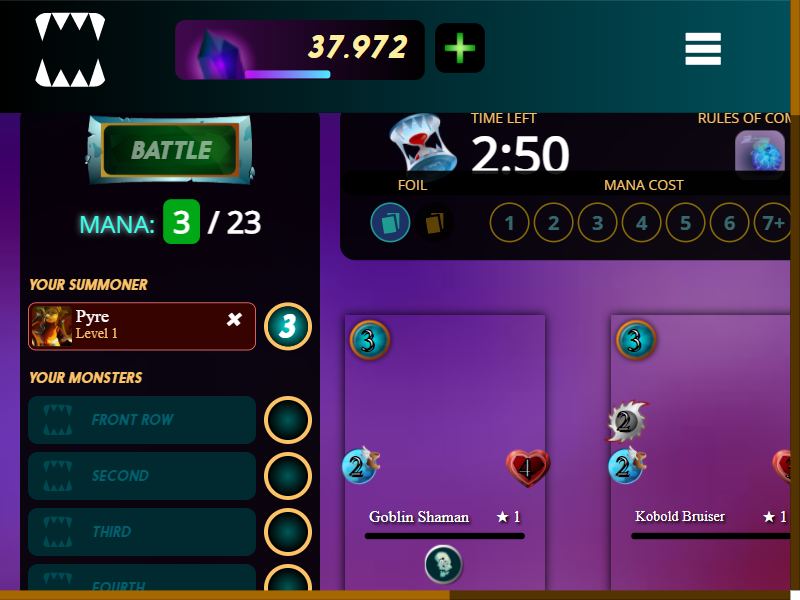 37.972
BATTLE
MANA: 3 / 23
YOUR SUMMONER
Pyre
Level 1
3
YOUR MONSTERS
FRONT ROW
SECOND
THIRD
FOURTH
TIME LEFT
2:50
RULES OF COM
FOIL
MANA COST
1 2 3 4 5 6 7+
3
2
4
Goblin Shaman ★ 1
3
2
2
Kobold Bruiser ★ 1